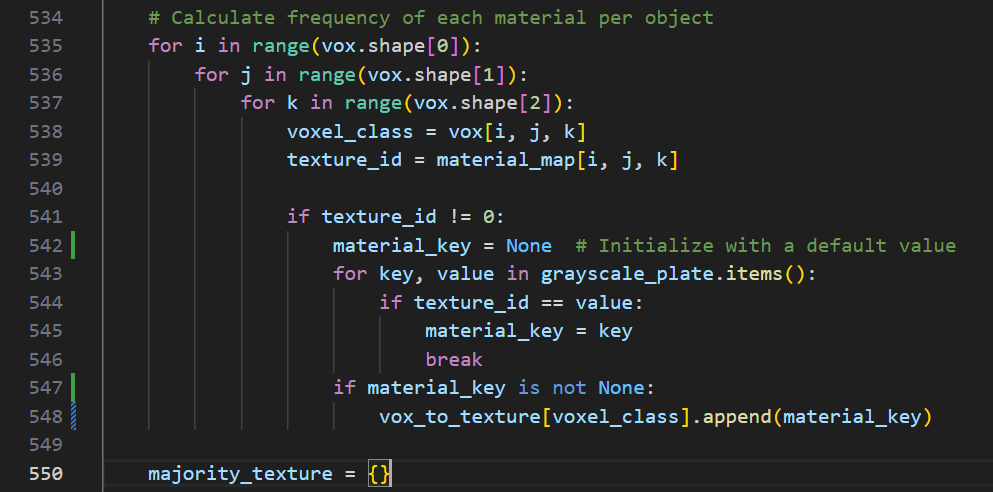 534 # Calculate frequency of each material per object
535 for i in range(vox.shape[0]):
536 for j in range(vox.shape[1]):
537 for k in range(vox.shape[2]):
538 voxel_class = vox[i, j, k]
539 texture_id = material_map[i, j, k]
540
541 if texture_id != 0:
542 material_key = None  # Initialize with a default value
543 for key, value in grayscale_plate.items():
544 if texture_id == value:
545 material_key = key
546 break
547 if material_key is not None:
548 vox_to_texture[voxel_class].append(material_key)
549
550 majority_texture = {}